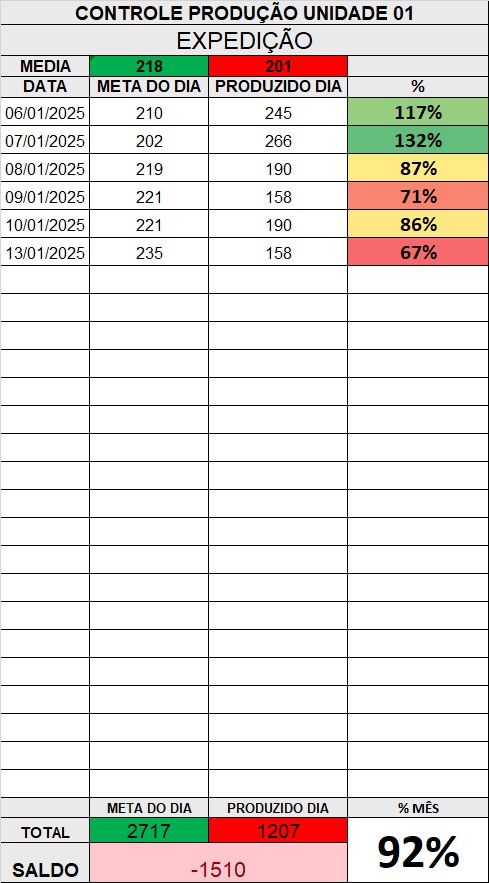 CONTROLE PRODUÇÃO UNIDADE 01
EXPEDIÇÃO
MEDIA 218 201
DATA META DO DIA PRODUZIDO DIA %
06/01/2025 210 245 117%
07/01/2025 202 266 132%
08/01/2025 219 190 87%
09/01/2025 221 158 71%
10/01/2025 221 190 86%
13/01/2025 235 158 67%
META DO DIA PRODUZIDO DIA % MÊS
TOTAL 2717 1207 92%
SALDO -1510